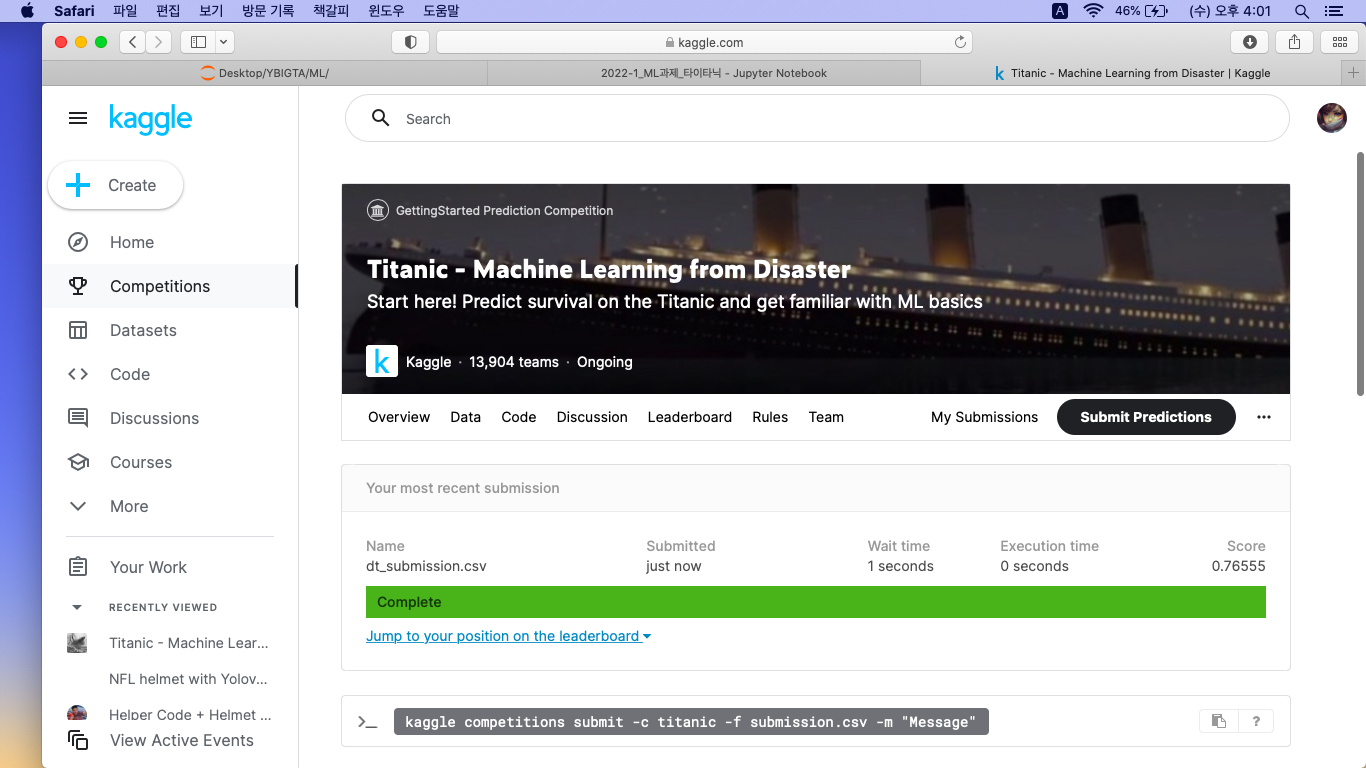 Safari 파일 편집 보기 방문 기록 책갈피 윈도우 도움말 A 46% (수) 오후 4:01
kaggle.com
Desktop/YBIGTA/ML/ 2022-1_ML과제_타이타닉 - Jupyter Notebook k Titanic - Machine Learning from Disaster | Kaggle
kaggle
Search
Create
Home
Competitions
Datasets
Code
Discussions
Courses
More
Your Work
RECENTLY VIEWED
Titanic - Machine Lear...
NFL helmet with Yolov...
Helper Code + Helmet ...
View Active Events
GettingStarted Prediction Competition
Titanic - Machine Learning from Disaster
Start here! Predict survival on the Titanic and get familiar with ML basics
k Kaggle · 13,904 teams · Ongoing
Overview Data Code Discussion Leaderboard Rules Team My Submissions Submit Predictions ...
Your most recent submission
Name Submitted Wait time Execution time Score
dt_submission.csv just now 1 seconds 0 seconds 0.76555
Complete
Jump to your position on the leaderboard
>_ kaggle competitions submit -c titanic -f submission.csv -m "Message" ?